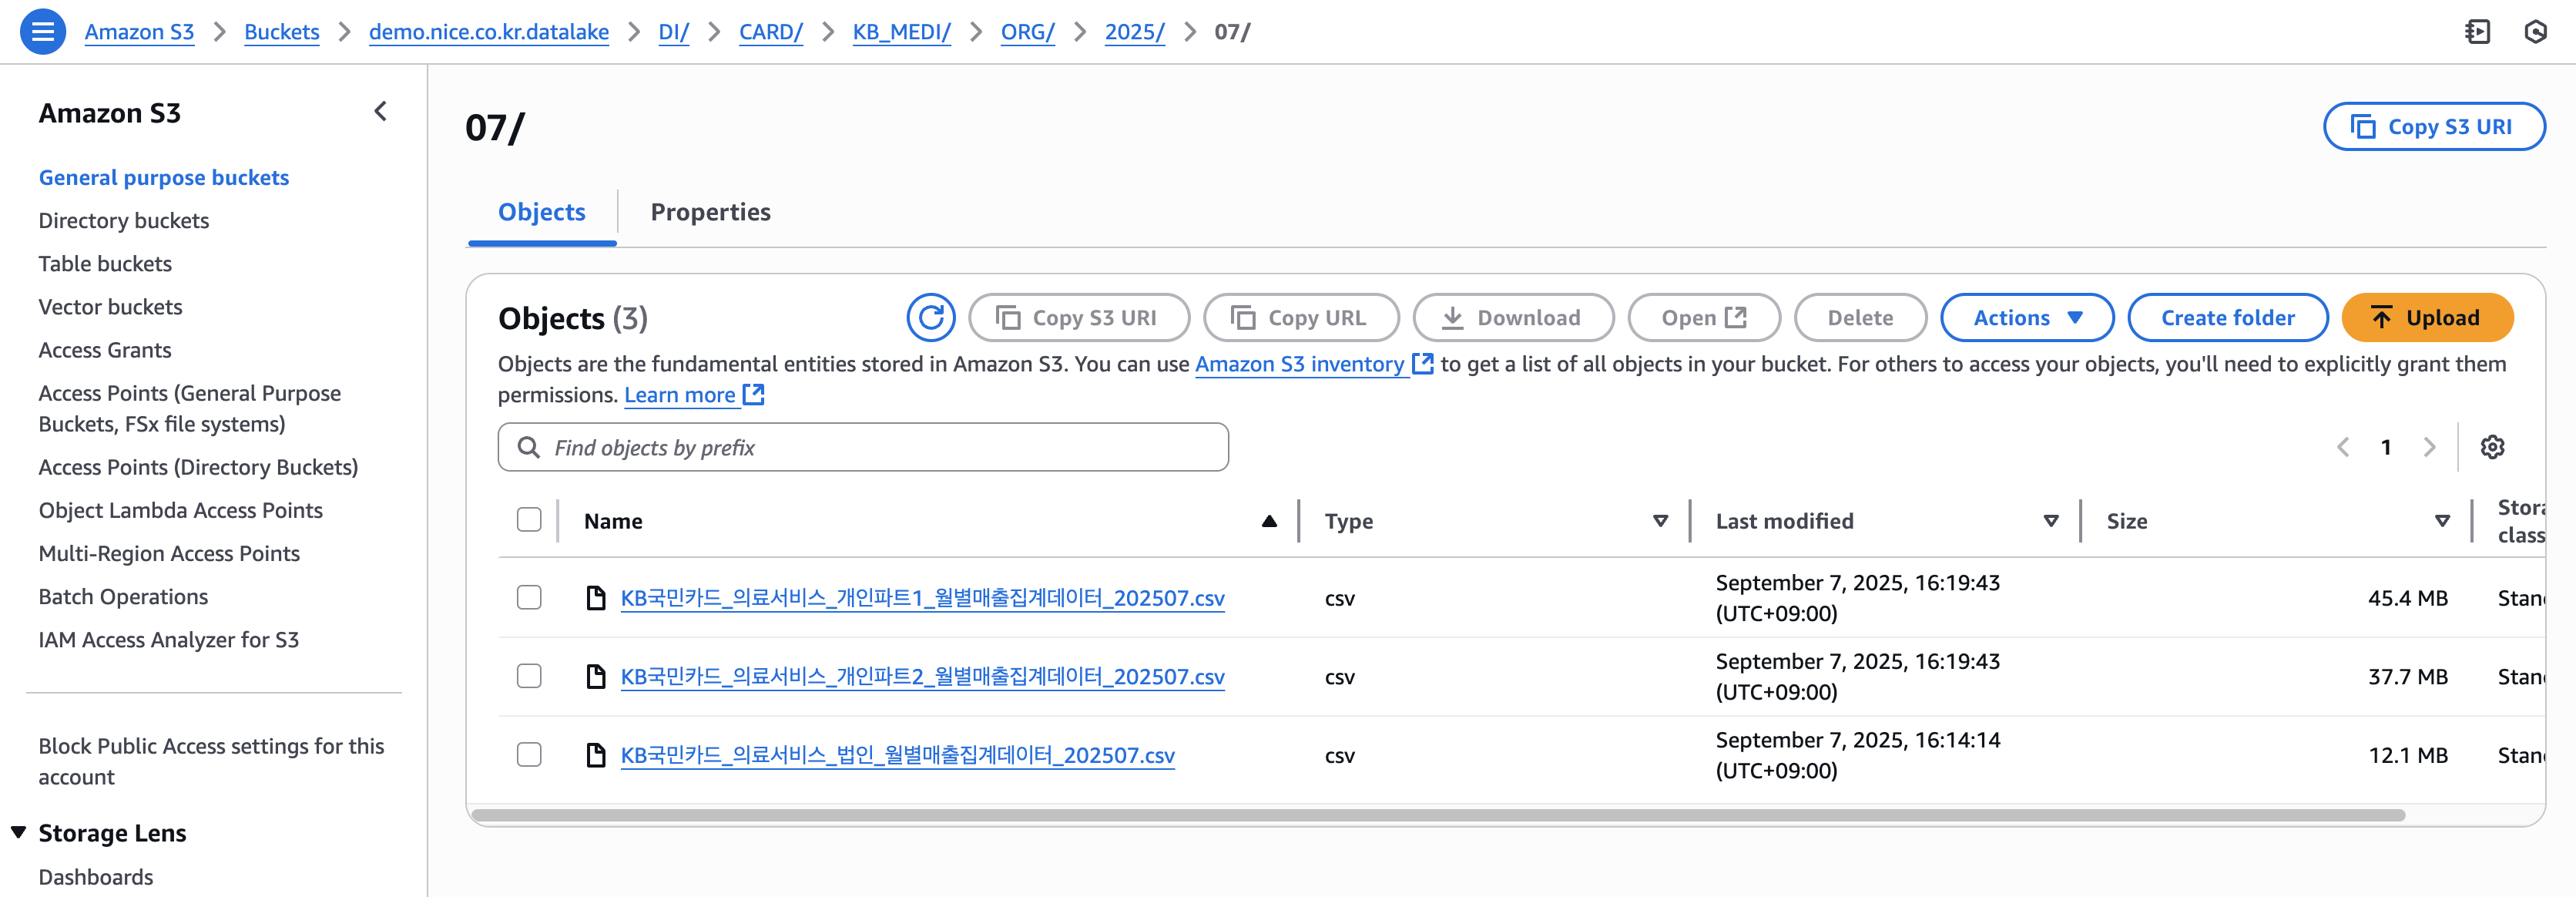 Amazon S3 > Buckets > demo.nice.co.kr.datalake > DI/ > CARD/ > KB_MEDI/ > ORG/ > 2025/ > 07/
Amazon S3
General purpose buckets
Directory buckets
Table buckets
Vector buckets
Access Grants
Access Points (General Purpose
Buckets, FSx file systems)
Access Points (Directory Buckets)
Object Lambda Access Points
Multi-Region Access Points
Batch Operations
IAM Access Analyzer for S3
Block Public Access settings for this
account
Storage Lens
Dashboards
07/
Copy S3 URI
Objects
Properties
Objects (3)
Copy S3 URI
Copy URL
Download
Open
Delete
Actions
Create folder
Upload
Objects are the fundamental entities stored in Amazon S3. You can use Amazon S3 inventory to get a list of all objects in your bucket. For others to access your objects, you'll need to explicitly grant them
permissions. Learn more
Find objects by prefix
1
Name
Type
Last modified
Size
Stora
class
KB국민카드_의료서비스_개인파트1_월별매출집계데이터_202507.csv
csv
September 7, 2025, 16:19:43
(UTC+09:00)
45.4 MB
Stan
KB국민카드_의료서비스_개인파트2_월별매출집계데이터_202507.csv
csv
September 7, 2025, 16:19:43
(UTC+09:00)
37.7 MB
Stan
KB국민카드_의료서비스_법인_월별매출집계데이터_202507.csv
csv
September 7, 2025, 16:14:14
(UTC+09:00)
12.1 MB
Stan